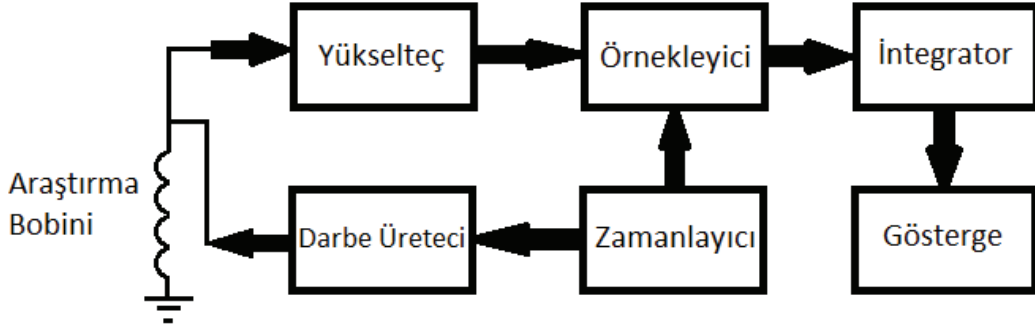 Yükselteç
Örnekleyici
İntegrator
Araştırma
Bobini
Darbe Üreteci
Zamanlayıcı
Gösterge